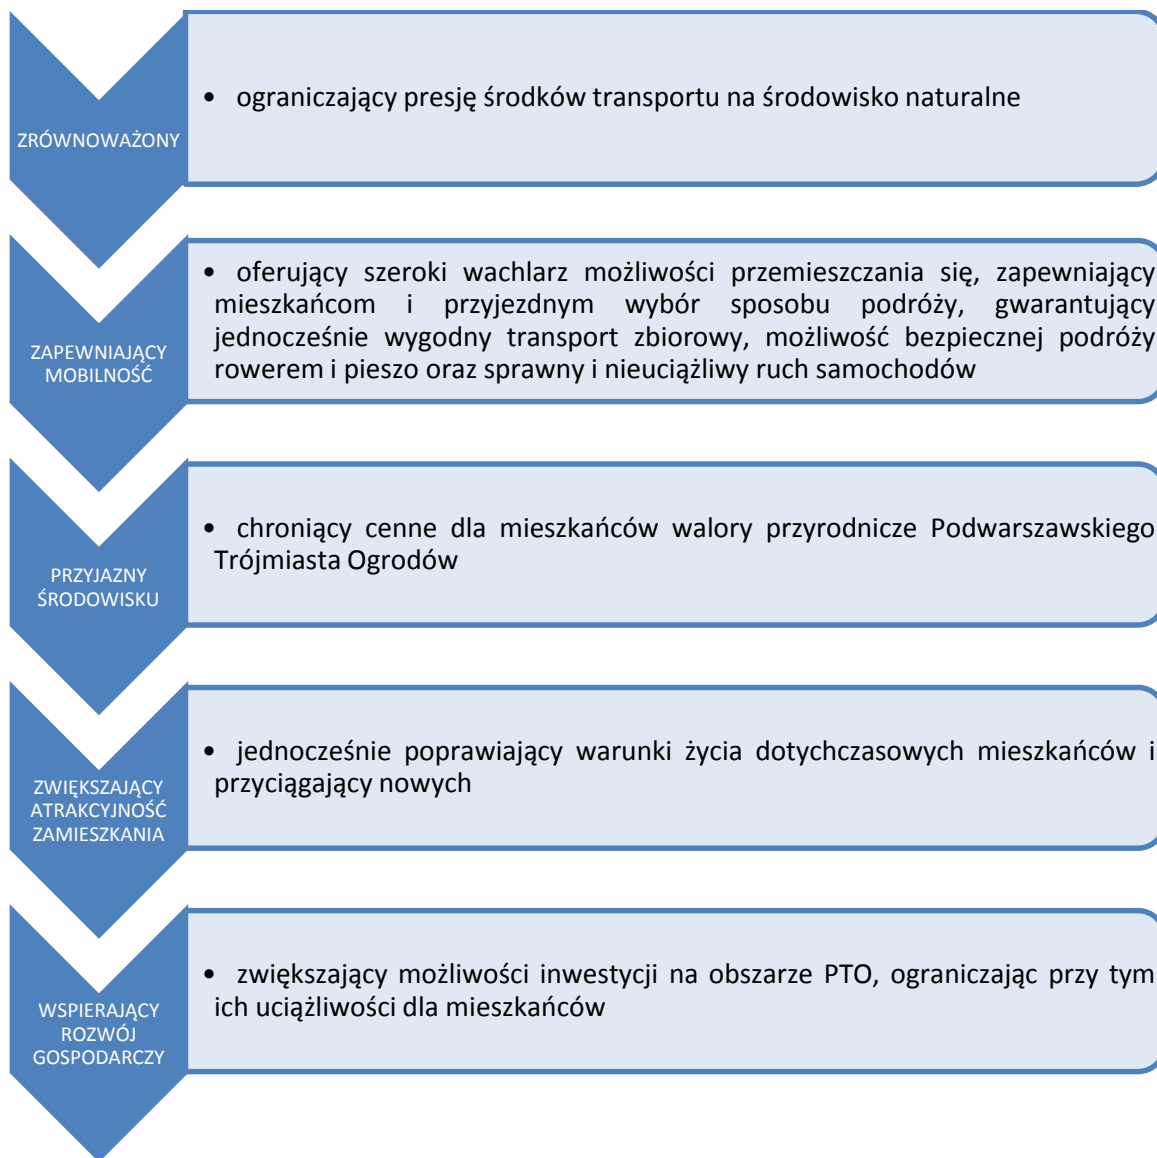 ZRÓWNOWAŻONY
• ograniczający presję środków transportu na środowisko naturalne
ZAPEWNIAJĄCY
MOBILNOŚĆ
• oferujący szeroki wachlarz możliwości przemieszczania się, zapewniający
mieszkańcom i przyjezdnym wybór sposobu podróży, gwarantujący
jednocześnie wygodny transport zbiorowy, możliwość bezpiecznej podróży
rowerem i pieszo oraz sprawny i nieuciążliwy ruch samochodów
PRZYJAZNY
ŚRODOWISKU
• chroniący cenne dla mieszkańców walory przyrodnicze Podwarszawskiego
Trójmiasta Ogrodów
ZWIĘKSZAJĄCY
ATRAKCYJNOŚĆ
ZAMIESZKANIA
• jednocześnie poprawiający warunki życia dotychczasowych mieszkańców i
przyciągający nowych
WSPIERAJĄCY
ROZWÓJ
GOSPODARCZY
• zwiększający możliwości inwestycji na obszarze PTO, ograniczając przy tym
ich uciążliwości dla mieszkańców